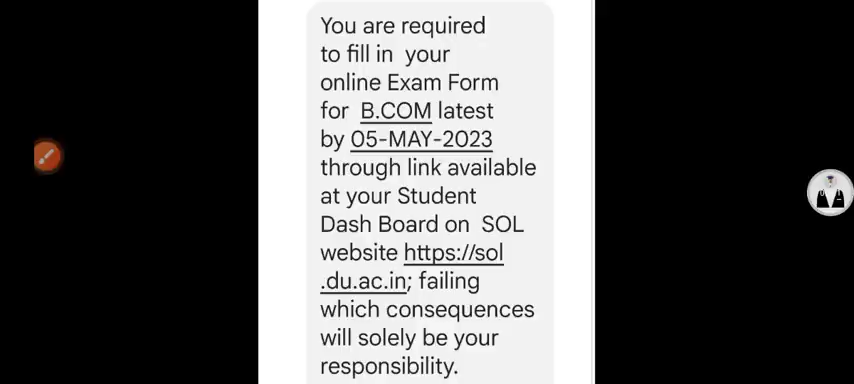 You are required
to fill in  your
online Exam Form
for  B.COM latest
by 05-MAY-2023
through link available
at your Student
Dash Board on  SOL
website https://sol
.du.ac.in; failing
which consequences
will solely be your
responsibility.